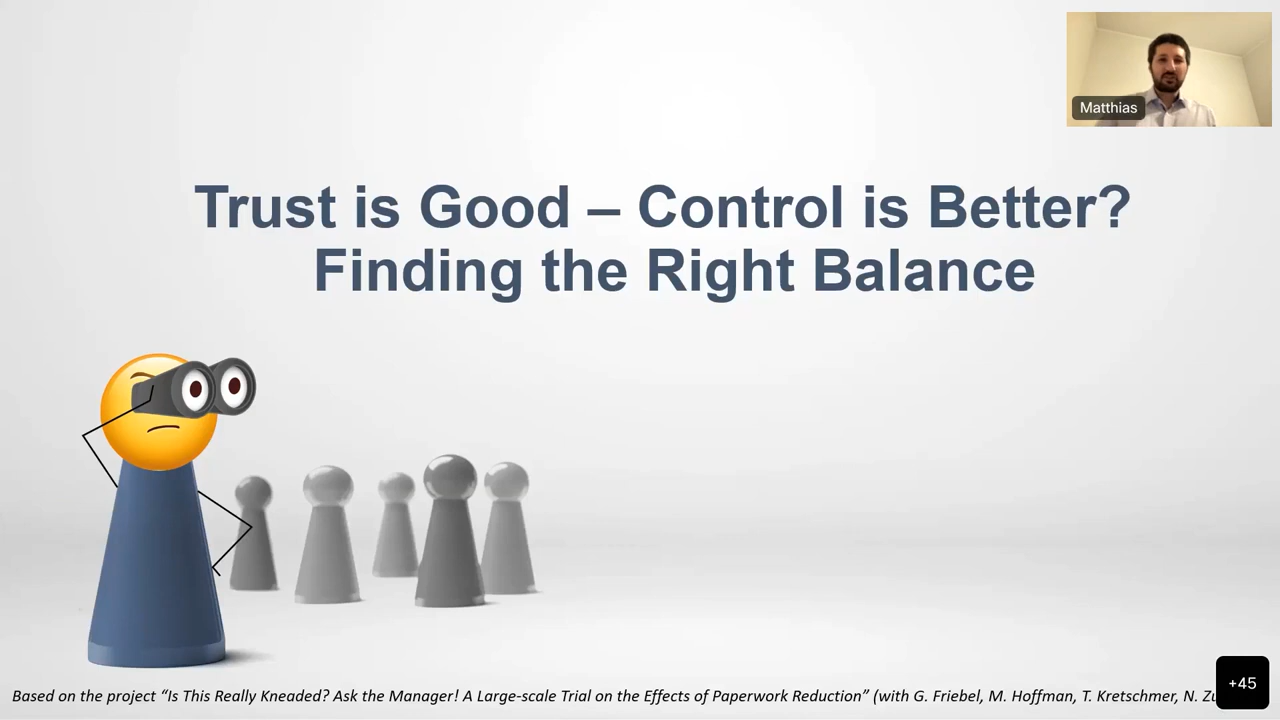 Matthias
Trust is Good – Control is Better?
Finding the Right Balance
Based on the project “Is This Really Kneaded? Ask the Manager! A Large-scale Trial on the Effects of Paperwork Reduction” (with G. Friebel, M. Hoffman, T. Kretschmer, N.
+45